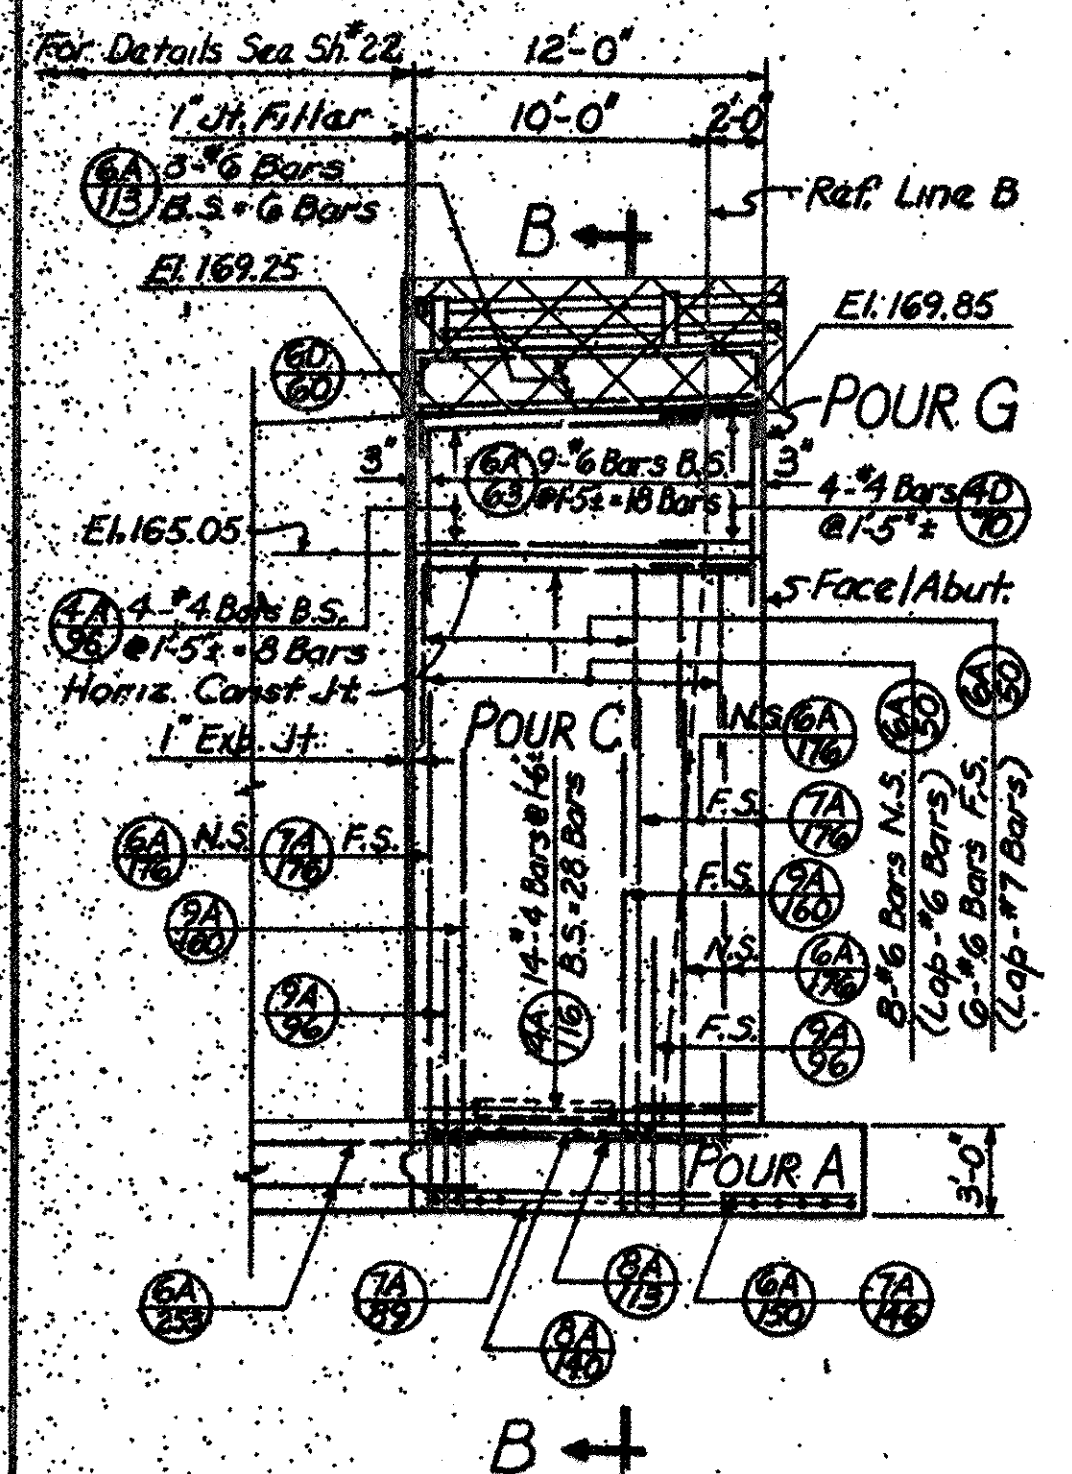 For Details See Sh.#22
12'-0"
1" Jt. Filler
10'-0"
2'-0"
6A
113
3-#6 Bars
B.S. = 6 Bars
Ref. Line B
B
El. 169.25
El. 169.85
6D
60
POUR G
3"
6A
63
9-#6 Bars B.S.
@1'-5"± = 18 Bars
3"
4-#4 Bars
@ 1'-5"±
4D
El. 165.05
4A
96
4-#4 Bars B.S.
@ 1'-5"± = 8 Bars
Face/Abut.
Horiz. Const. Jt.
6A
50
6A
50
1" Exp. Jt.
POUR C
N.S.
6A
176
F.S.
7A
176
6A
176
N.S.
7A
176
F.S.
14-#4 Bars @ 1'-6"±
B.S. = 28 Bars
4A
116
9A
160
F.S.
9A
160
N.S.
6A
176
9A
96
F.S.
9A
96
8-#6 Bars N.S.
(Lap-#6 Bars)
6-#6 Bars F.S.
(Lap-#7 Bars)
POUR A
3'-0"
6A
253
7A
89
8A
113
6A
150
7A
146
8A
140
B